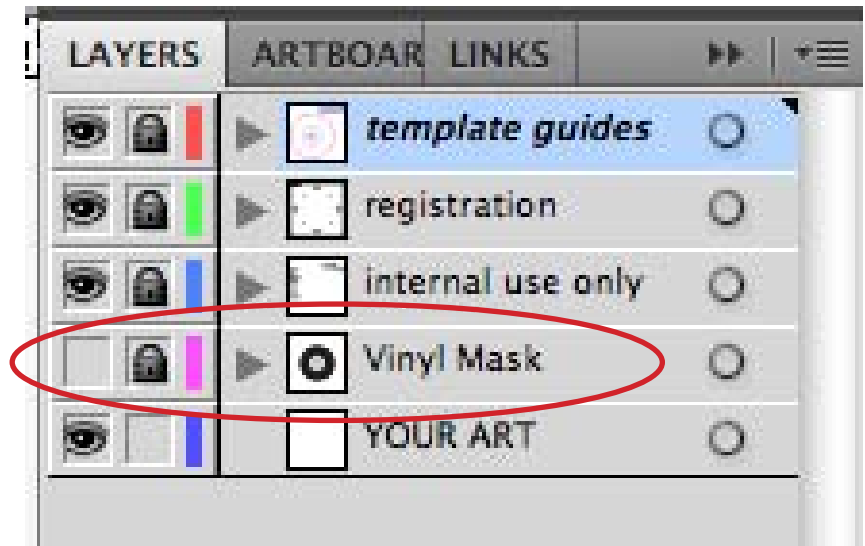 LAYERS ARTBOAR LINKS
template guides
registration
internal use only
Vinyl Mask
YOUR ART